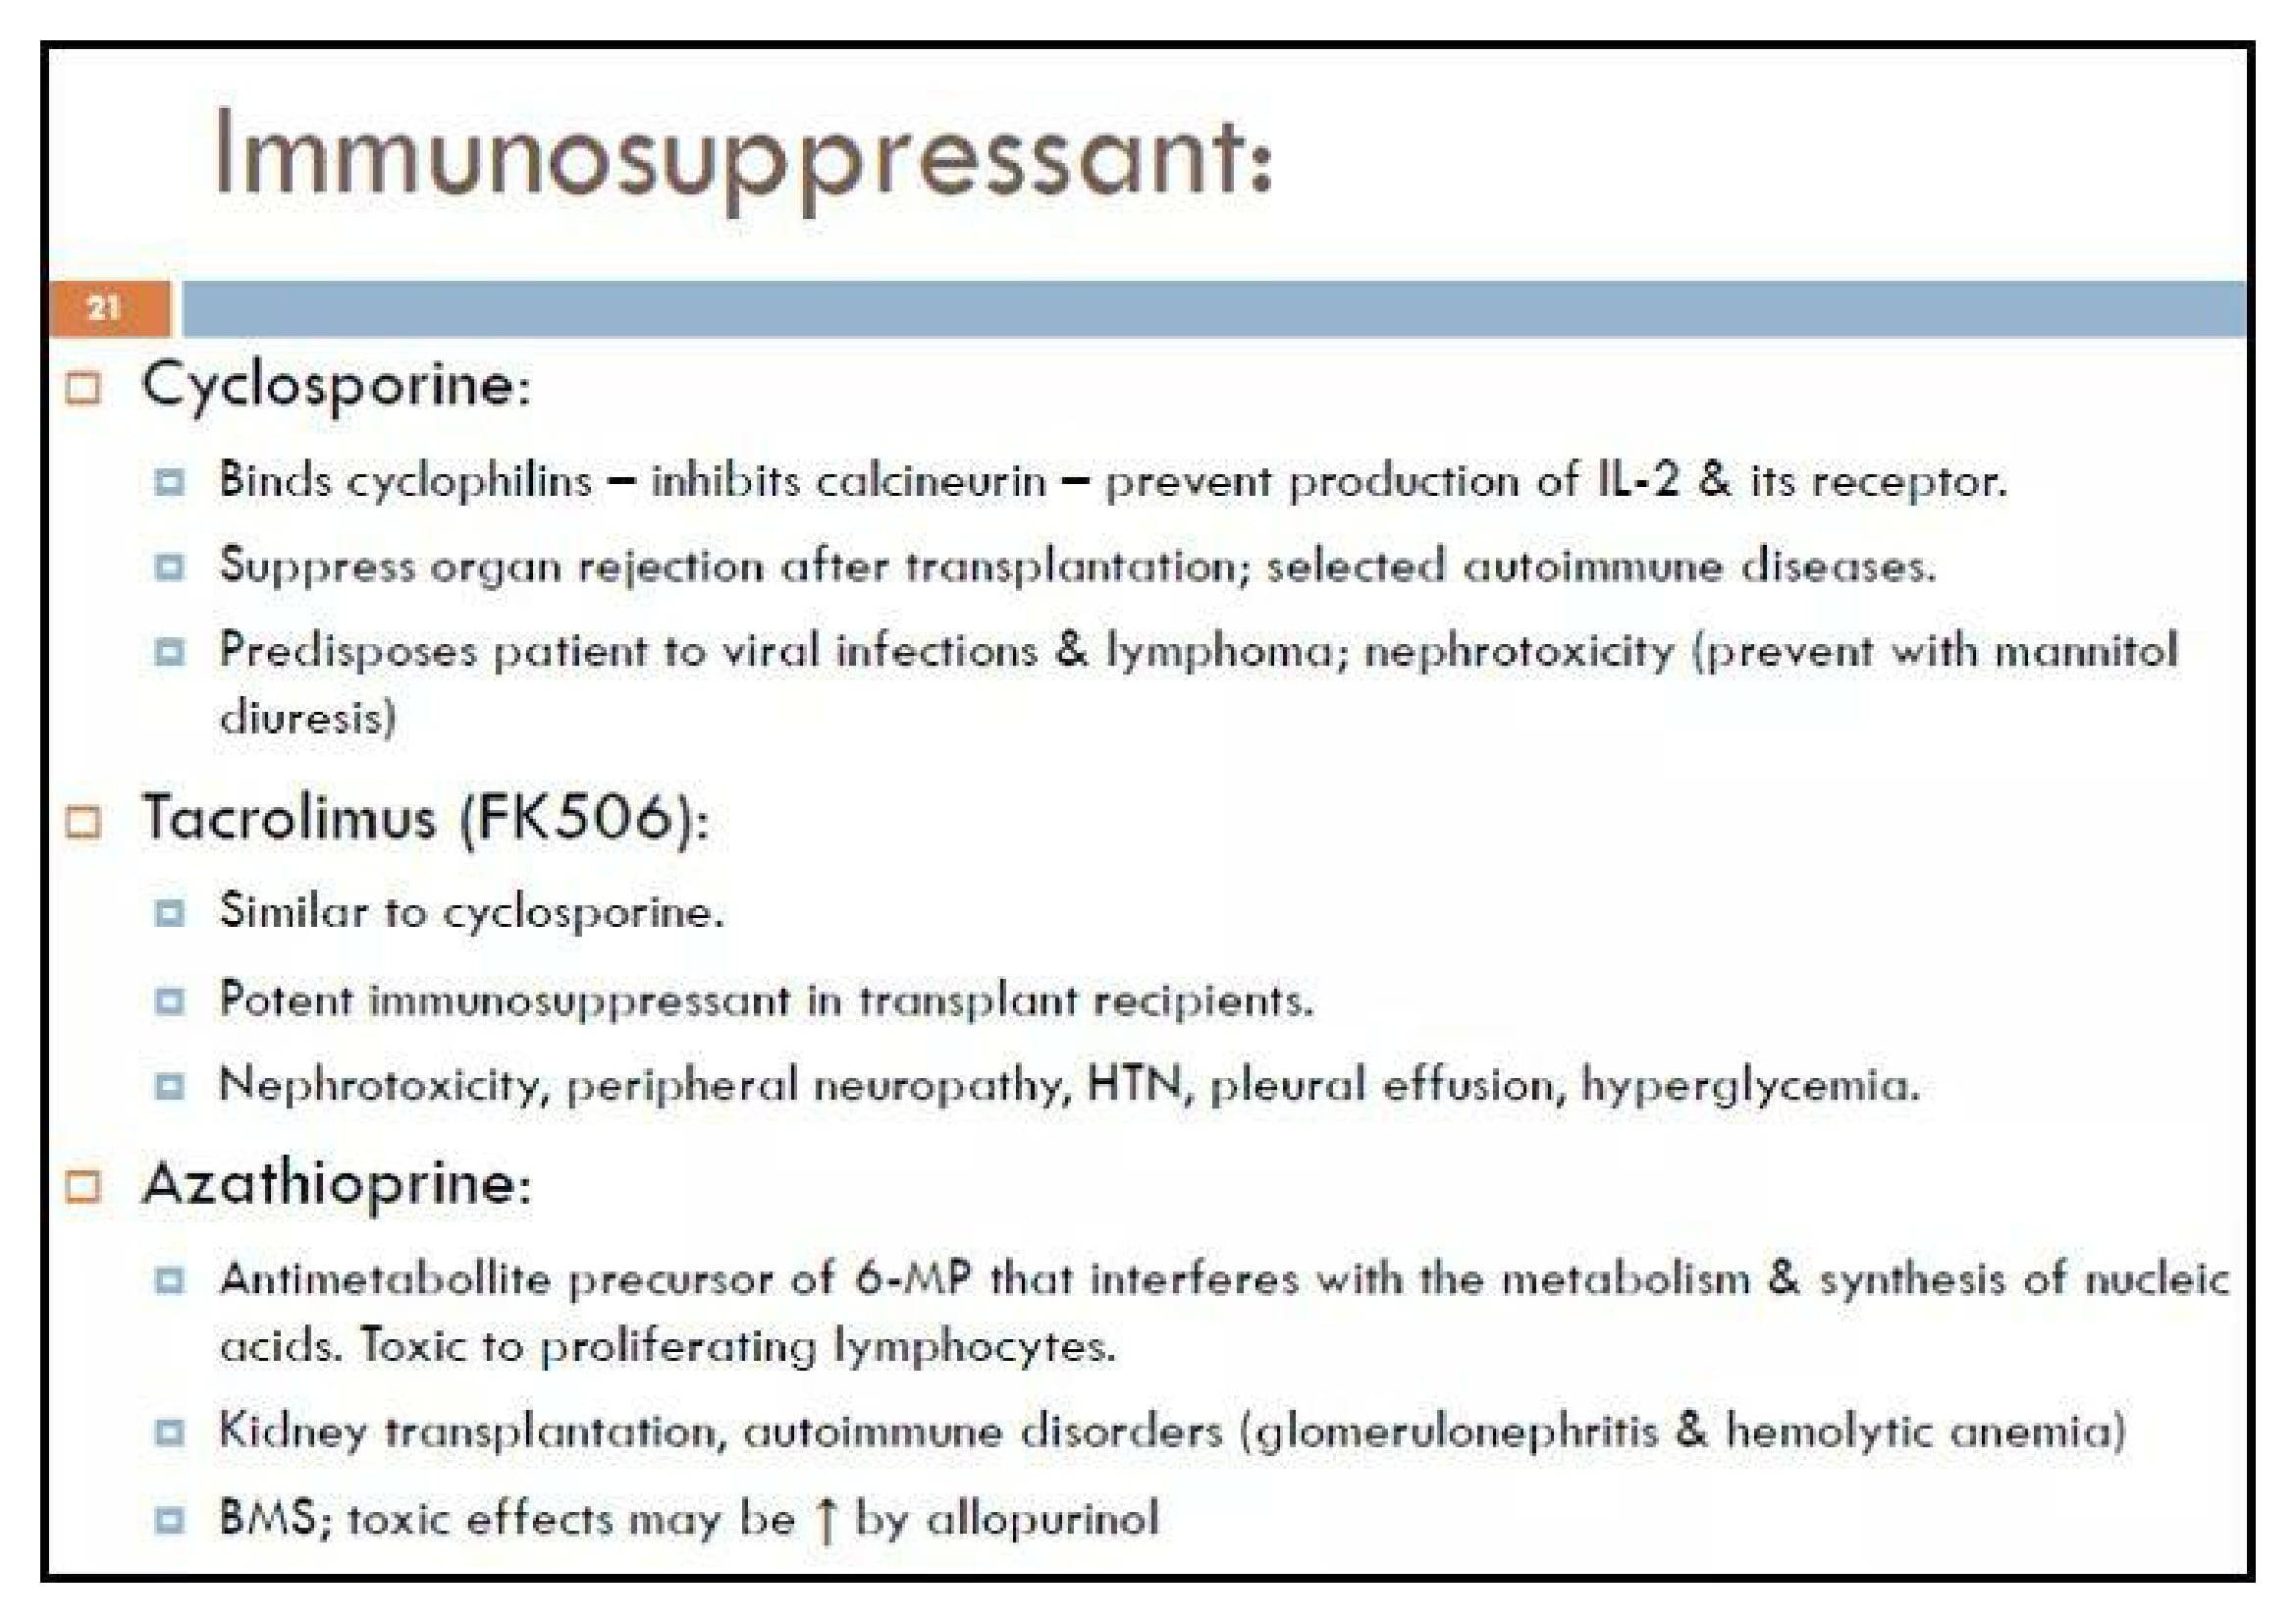 Immunosuppressant:
21
Cyclosporine:
Binds cyclophilins – inhibits calcineurin – prevent production of IL-2 & its receptor.
Suppress organ rejection after transplantation; selected autoimmune diseases.
Predisposes patient to viral infections & lymphoma; nephrotoxicity (prevent with mannitol
diuresis)
Tacrolimus (FK506):
Similar to cyclosporine.
Potent immunosuppressant in transplant recipients.
Nephrotoxicity, peripheral neuropathy, HTN, pleural effusion, hyperglycemia.
Azathioprine:
Antimetabollite precursor of 6-MP that interferes with the metabolism & synthesis of nucleic
acids. Toxic to proliferating lymphocytes.
Kidney transplantation, autoimmune disorders (glomerulonephritis & hemolytic anemia)
BMS; toxic effects may be ↑ by allopurinol